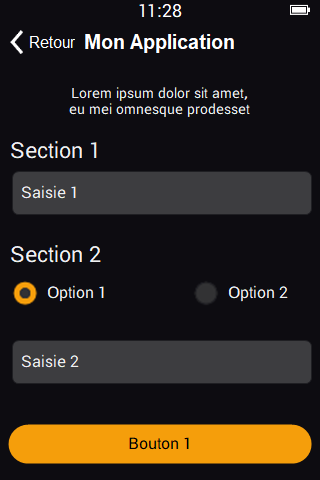 11:28
Retour Mon Application
Lorem ipsum dolor sit amet,
eu mei omnesque prodesset
Section 1
Saisie 1
Section 2
Option 1 Option 2
Saisie 2
Bouton 1